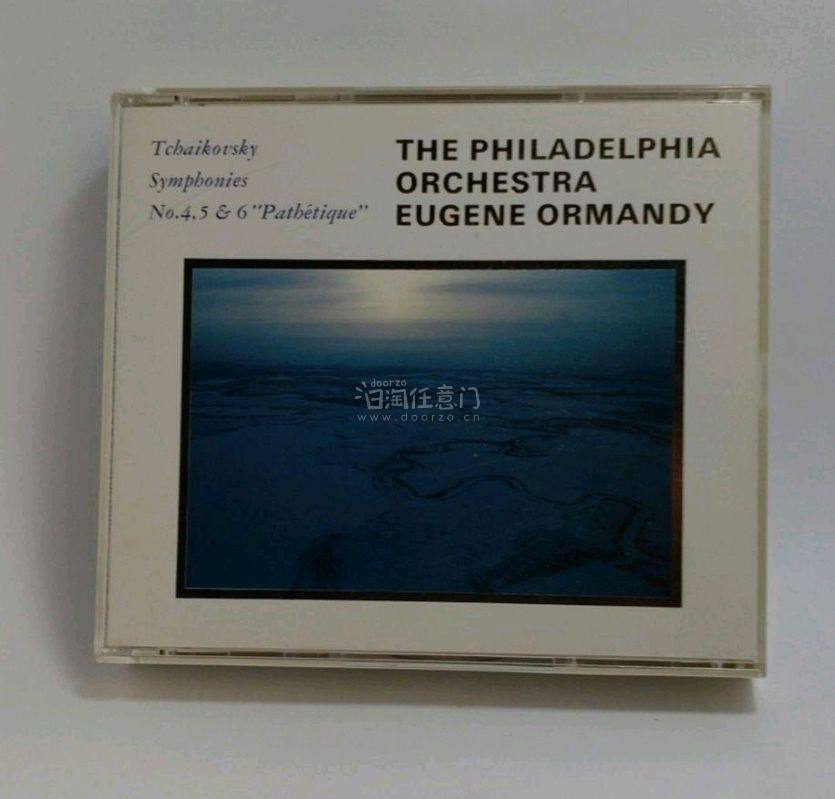 Tchaikovsky
Symphonies
No.4,5 & 6 "Pathétique"
THE PHILADELPHIA
ORCHESTRA
EUGENE ORMANDY
doorzo
日淘任意门
www.doorzo.cn